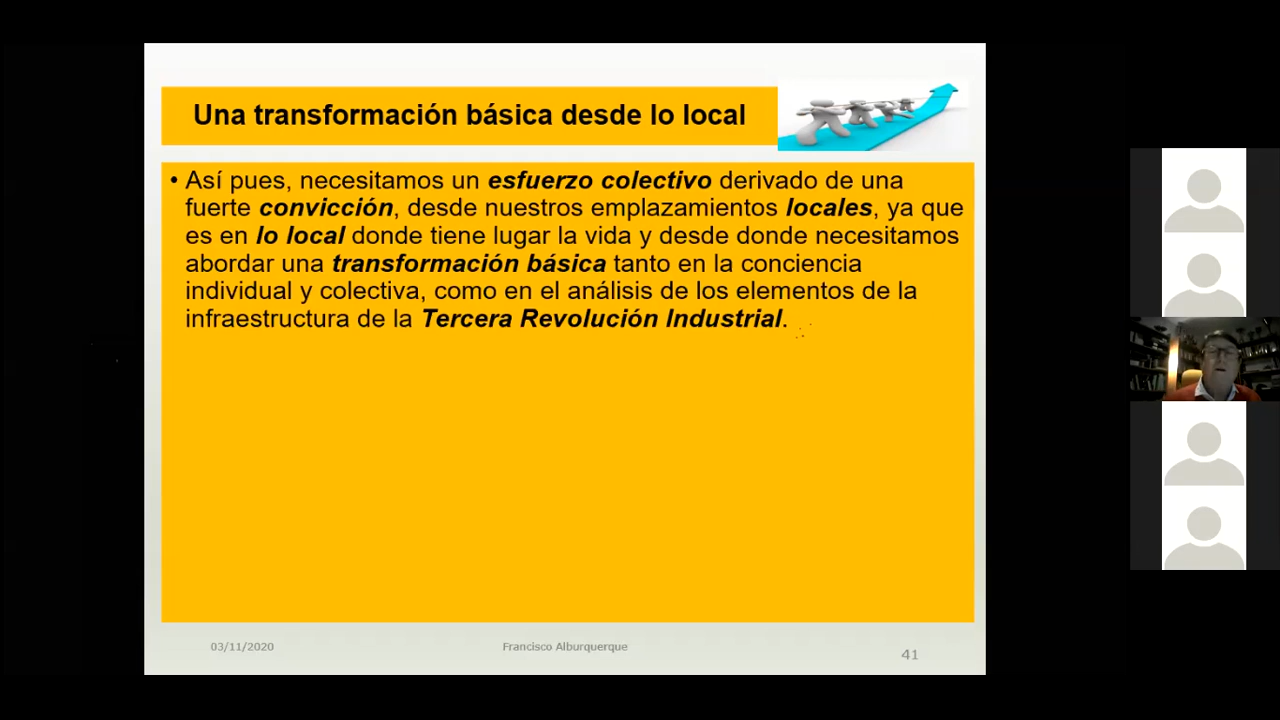 Una transformación básica desde lo local
• Así pues, necesitamos un esfuerzo colectivo derivado de una
fuerte convicción, desde nuestros emplazamientos locales, ya que
es en lo local donde tiene lugar la vida y desde donde necesitamos
abordar una transformación básica tanto en la conciencia
individual y colectiva, como en el análisis de los elementos de la
infraestructura de la Tercera Revolución Industrial.
03/11/2020
Francisco Alburquerque
41